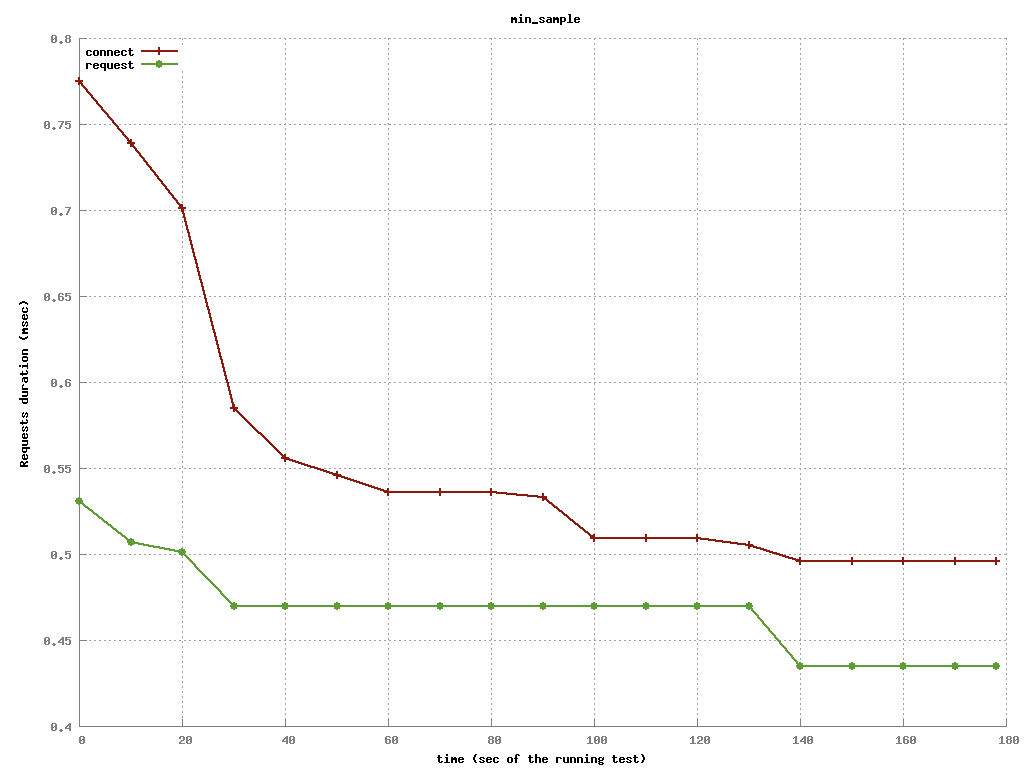 min_sample
connect
request
0.8
0.75
0.7
0.65
0.6
0.55
0.5
0.45
0.4
Requests duration (msec)
0 20 40 60 80 100 120 140 160 180
time (sec of the running test)